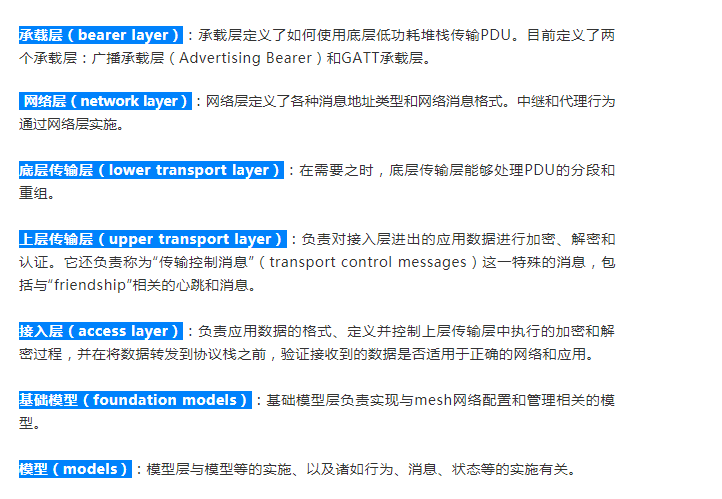 承载层（bearer layer）：承载层定义了如何使用底层低功耗堆栈传输PDU。目前定义了两
个承载层：广播承载层（Advertising Bearer）和GATT承载层。
网络层（network layer）：网络层定义了各种消息地址类型和网络消息格式。中继和代理行为
通过网络层实施。
底层传输层（lower transport layer）：在需要之时，底层传输层能够处理PDU的分段和
重组。
上层传输层（upper transport layer）：负责对接入层进出的应用数据进行加密、解密和
认证。它还负责称为“传输控制消息”（transport control messages）这一特殊的消息，包
括与“friendship”相关的心跳和消息。
接入层（access layer）：负责应用数据的格式、定义并控制上层传输层中执行的加密和解
密过程，并在将数据转发到协议栈之前，验证接收到的数据是否适用于正确的网络和应用。
基础模型（foundation models）：基础模型层负责实现与mesh网络配置和管理相关的模
型。
模型（models）：模型层与模型等的实施、以及诸如行为、消息、状态等的实施有关。